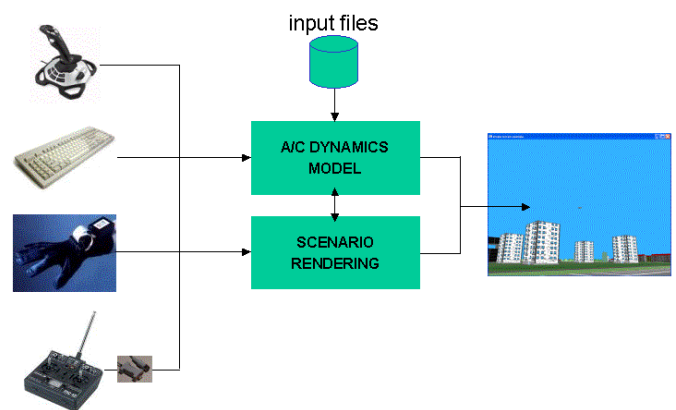 input files
A/C DYNAMICS
MODEL
SCENARIO
RENDERING